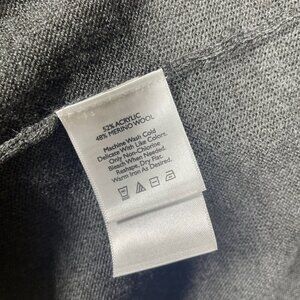 52% ACRYLIC
48% MERINO WOOL
Machine Wash Cold
Delicate With Like Colors.
Only Non-Chlorine
Bleach When Needed.
Reshape, Dry Flat.
Warm Iron As Desired.